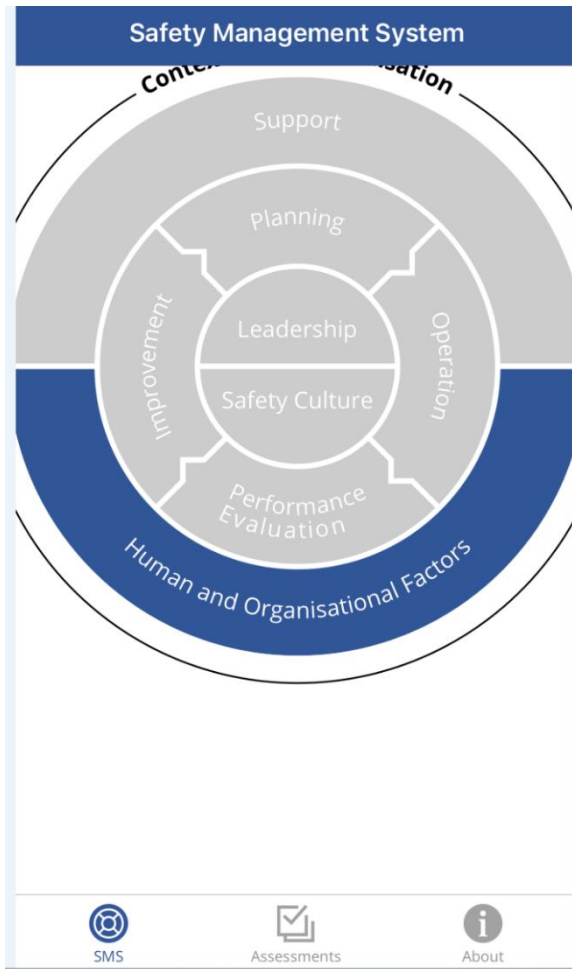 Safety Management System
Support
Planning
Improvement
Leadership
Operation
Safety Culture
Performance
Evaluation
Human and Organisational Factors
SMS
Assessments
About